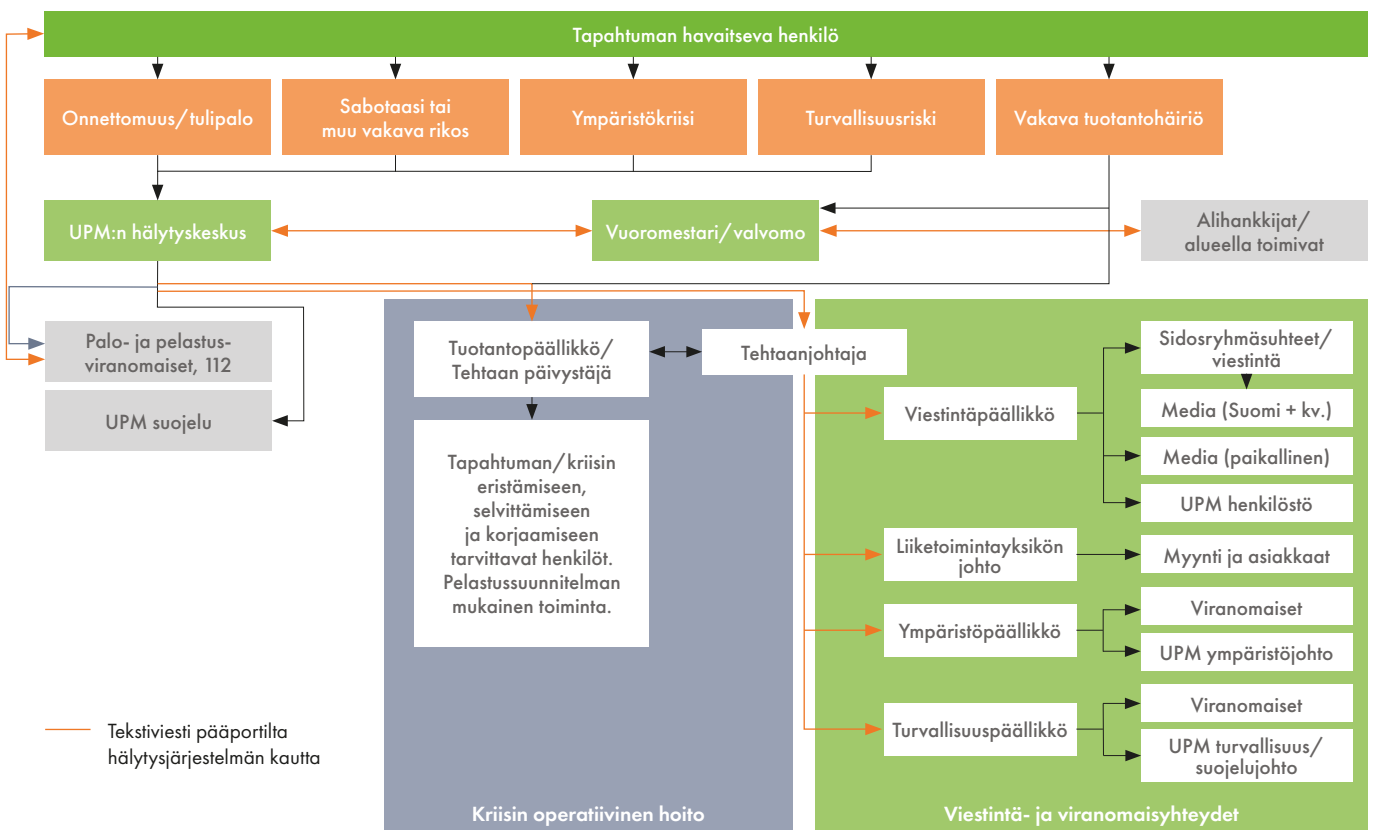 Tapahtuman havaitseva henkilö
Onnettomuus/tulipalo
Sabotaasi tai
muu vakava rikos
Ympäristökriisi
Turvallisuusriski
Vakava tuotantohäiriö
UPM:n hälytyskeskus
Vuoromestari/valvomo
Alihankkijat/
alueella toimivat
Palo- ja pelastus-
viranomaiset, 112
UPM suojelu
Tuotantopäällikkö/
Tehtaan päivystäjä
Tehtaanjohtaja
Tapahtuman/kriisin
eristämiseen,
selvittämiseen
ja korjaamiseen
tarvittavat henkilöt.
Pelastussuunnitelman
mukainen toiminta.
Viestintäpäällikkö
Sidosryhmäsuhteet/
viestintä
Media (Suomi + kv.)
Media (paikallinen)
UPM henkilöstö
Liiketoimintayksikön
johto
Myynti ja asiakkaat
Ympäristöpäällikkö
Viranomaiset
UPM ympäristöjohto
Turvallisuuspäällikkö
Viranomaiset
UPM turvallisuus/
suojelujohto
Tekstiviesti pääportilta
hälytysjärjestelmän kautta
Kriisin operatiivinen hoito
Viestintä- ja viranomaisyhteydet